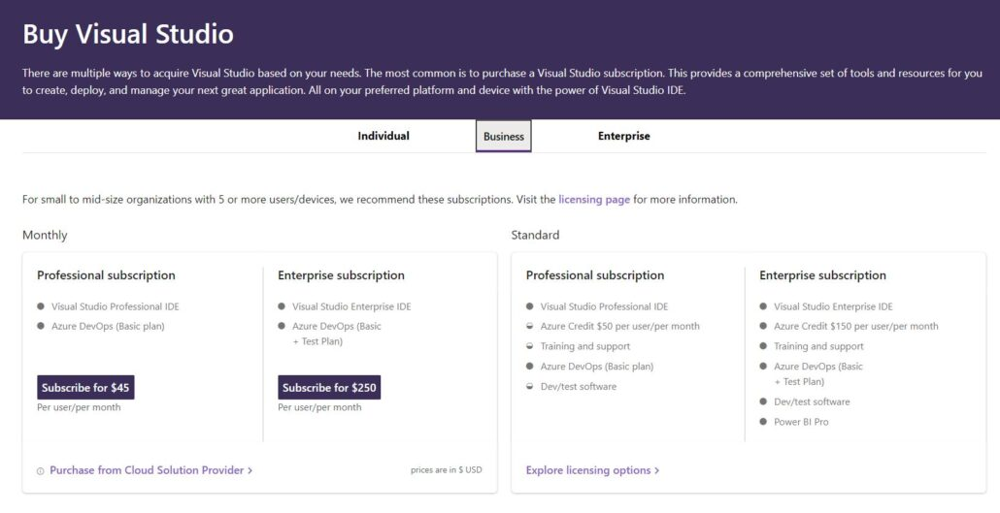 Buy Visual Studio
There are multiple ways to acquire Visual Studio based on your needs. The most common is to purchase a Visual Studio subscription. This provides a comprehensive set of tools and resources for you
to create, deploy, and manage your next great application. All on your preferred platform and device with the power of Visual Studio IDE.
Individual
Business
Enterprise
For small to mid-size organizations with 5 or more users/devices, we recommend these subscriptions. Visit the licensing page for more information.
Monthly
Professional subscription
Visual Studio Professional IDE
Azure DevOps (Basic plan)
Subscribe for $45
Per user/per month
Enterprise subscription
Visual Studio Enterprise IDE
Azure DevOps (Basic
+ Test Plan)
Subscribe for $250
Per user/per month
Purchase from Cloud Solution Provider
prices are in $ USD
Standard
Professional subscription
Visual Studio Professional IDE
Azure Credit $50 per user/per month
Training and support
Azure DevOps (Basic plan)
Dev/test software
Enterprise subscription
Visual Studio Enterprise IDE
Azure Credit $150 per user/per month
Training and support
Azure DevOps (Basic
+ Test Plan)
Dev/test software
Power BI Pro
Explore licensing options